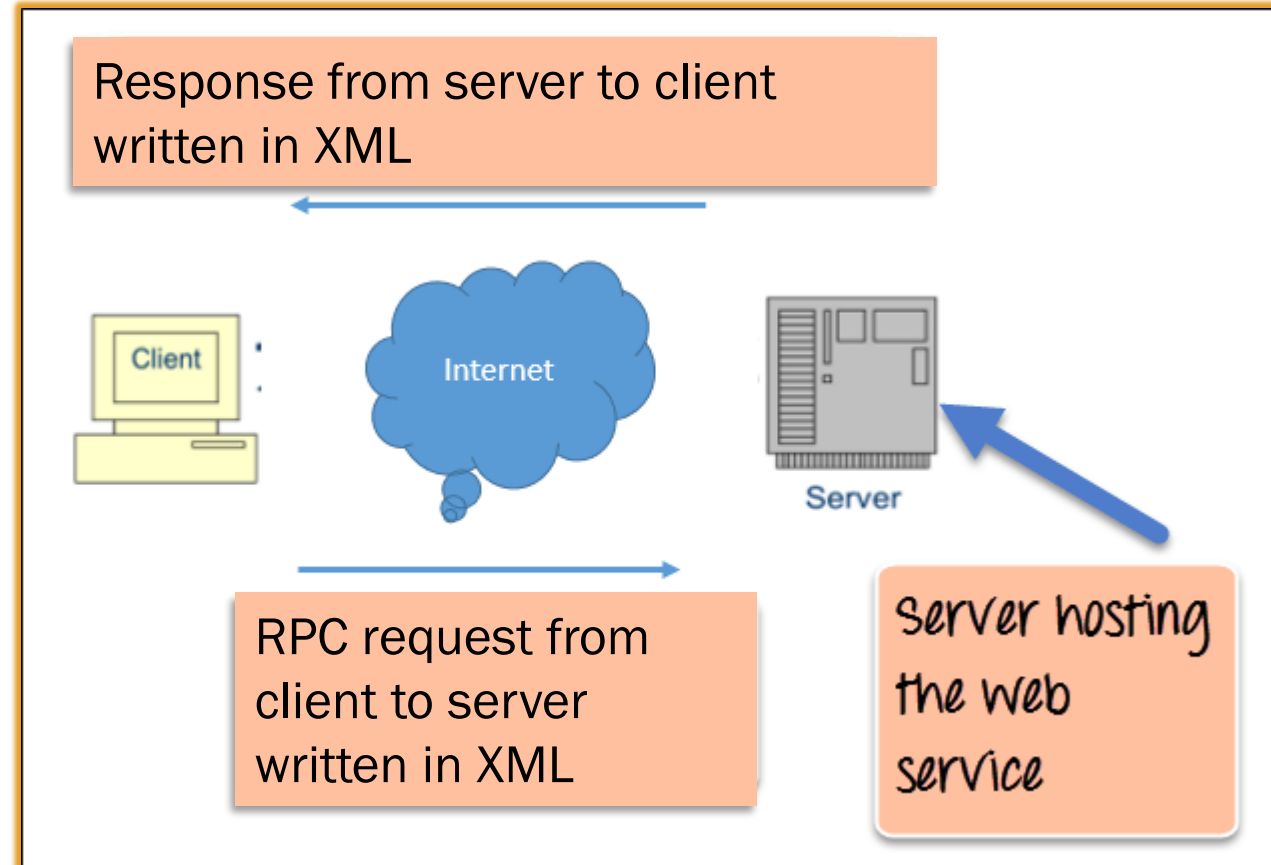 Response from server to client
written in XML
Client
Internet
Server
RPC request from
client to server
written in XML
Server hosting
the web
service